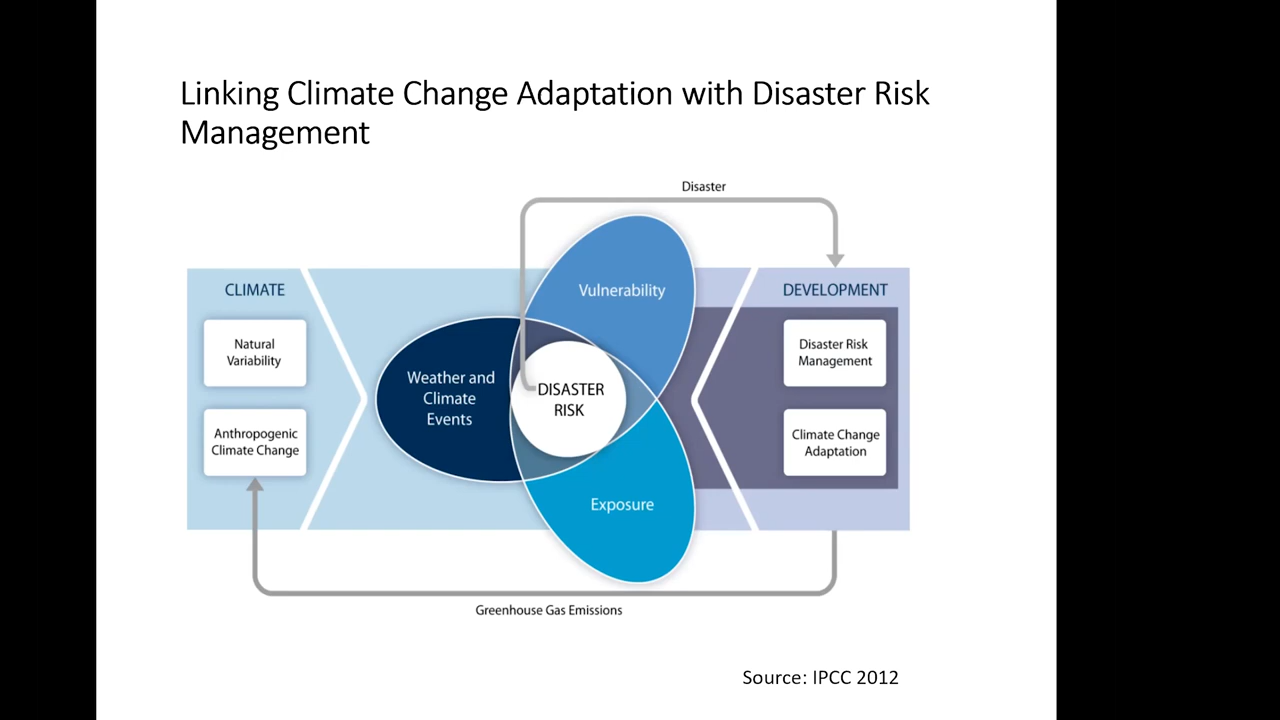 Linking Climate Change Adaptation with Disaster Risk
Management
Disaster
CLIMATE
Natural
Variability
Anthropogenic
Climate Change
Weather and
Climate
Events
Vulnerability
DISASTER
RISK
Exposure
DEVELOPMENT
Disaster Risk
Management
Climate Change
Adaptation
Greenhouse Gas Emissions
Source: IPCC 2012